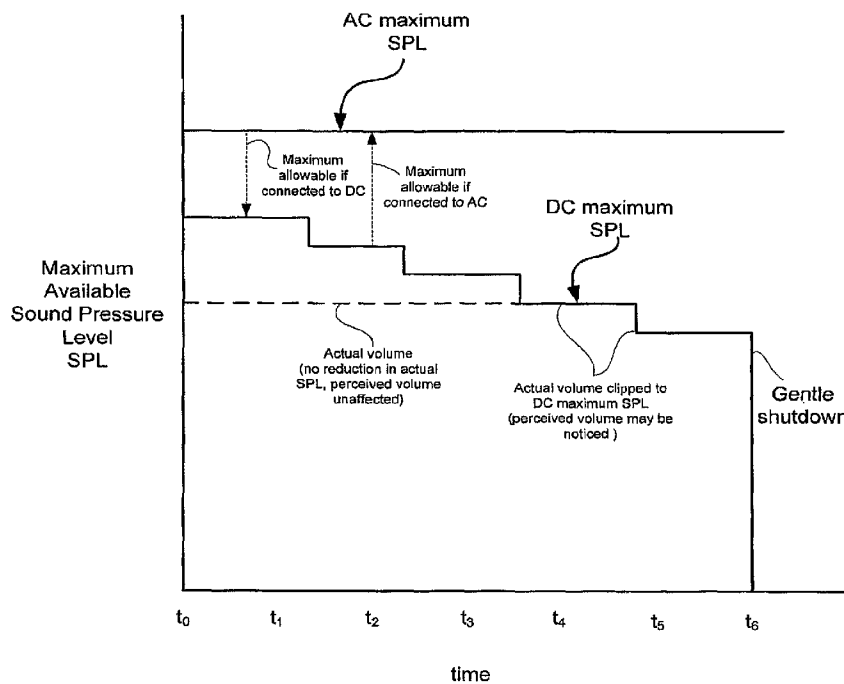 AC maximum
SPL
Maximum
allowable if
connected to DC
Maximum
allowable if
connected to AC
DC maximum
SPL
Maximum
Available
Sound Pressure
Level
SPL
Actual volume
(no reduction in actual
SPL, perceived volume
unaffected)
Actual volume clipped to
DC maximum SPL
(perceived volume may be
noticed )
Gentle
shutdown
t₀ t₁ t₂ t₃ t₄ t₅ t₆
time